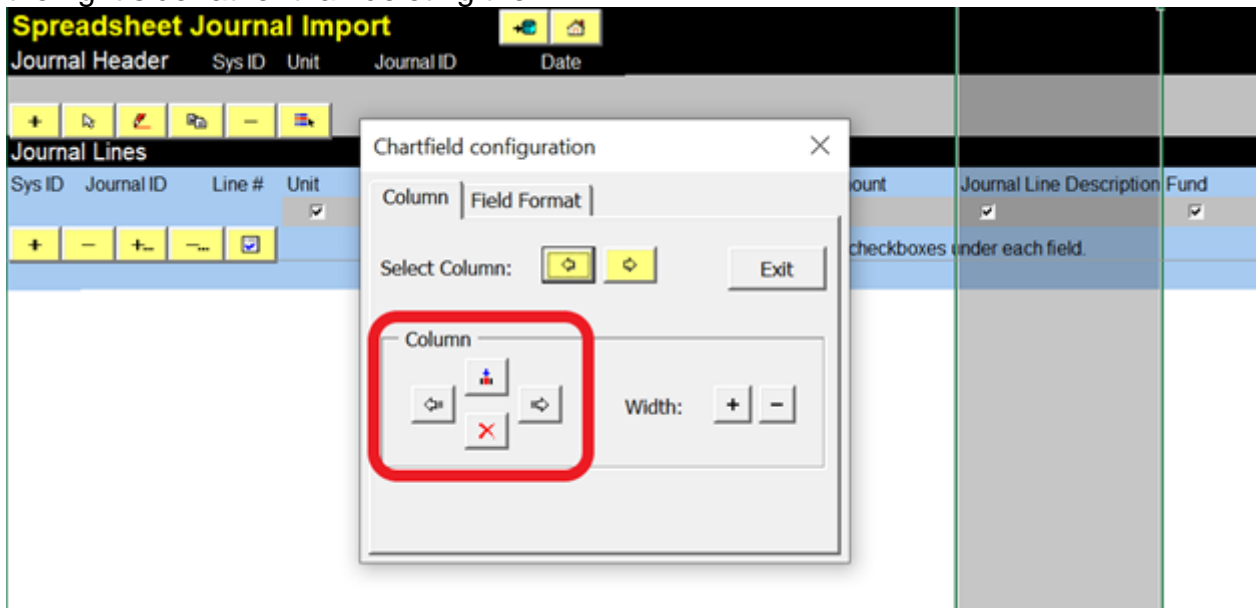 Spreadsheet Journal Import
Journal Header Sys ID Unit Journal ID Date
Journal Lines
Sys ID Journal ID Line # Unit ount Journal Line Description Fund
checkboxes under each field.
Chartfield configuration
Column Field Format
Select Column: Exit
Column
Width: + -